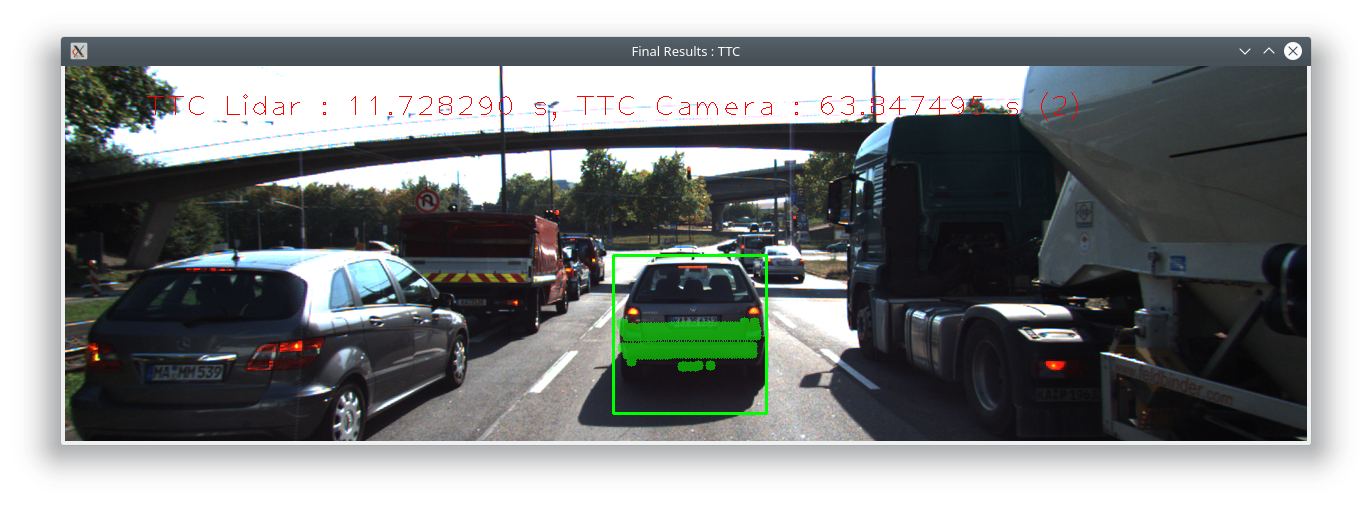 Final Results : TTC
TTC Lidar : 11.728290 s, TTC Camera : 63.847495 s (2)
MA MM 539